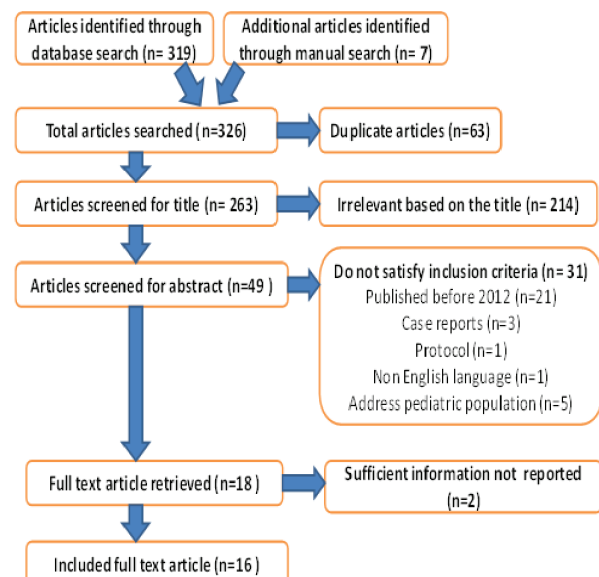 Articles identified through
database search (n= 319)
Additional articles identified
through manual search (n= 7)
Total articles searched (n=326)
Duplicate articles (n=63)
Articles screened for title (n= 263)
Irrelevant based on the title (n= 214)
Articles screened for abstract (n=49 )
Do not satisfy inclusion criteria (n= 31)
Published before 2012 (n=21)
Case reports (n=3)
Protocol (n=1)
Non English language (n=1)
Address pediatric population (n=5)
Full text article retrieved (n=18 )
Sufficient information not reported
(n=2)
Included full text article (n=16 )